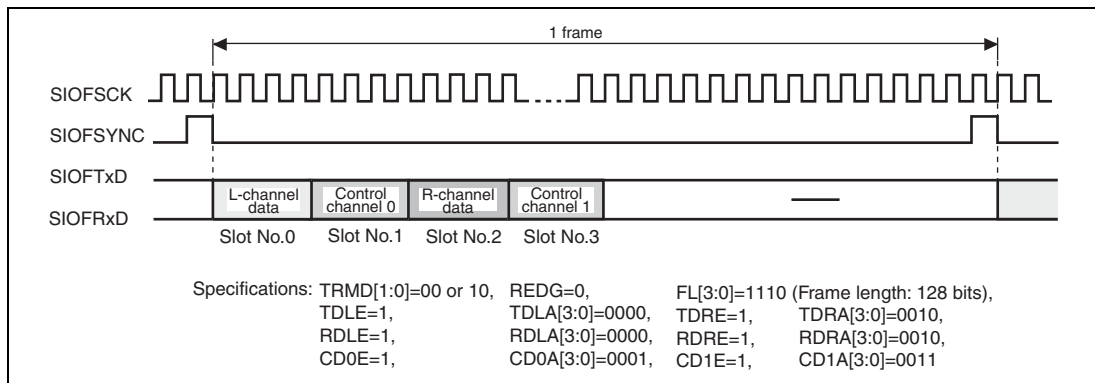 1 frame
SIOFSCK
SIOFSYNC
SIOFTxD
SIOFRxD
L-channel data
Control channel 0
R-channel data
Control channel 1
Slot No.0 Slot No.1 Slot No.2 Slot No.3
Specifications: TRMD[1:0]=00 or 10, REDG=0, FL[3:0]=1110 (Frame length: 128 bits),
TDLE=1, TDLA[3:0]=0000, TDRE=1, TDRA[3:0]=0010,
RDLE=1, RDLA[3:0]=0000, RDRE=1, RDRA[3:0]=0010,
CD0E=1, CD0A[3:0]=0001, CD1E=1, CD1A[3:0]=0011